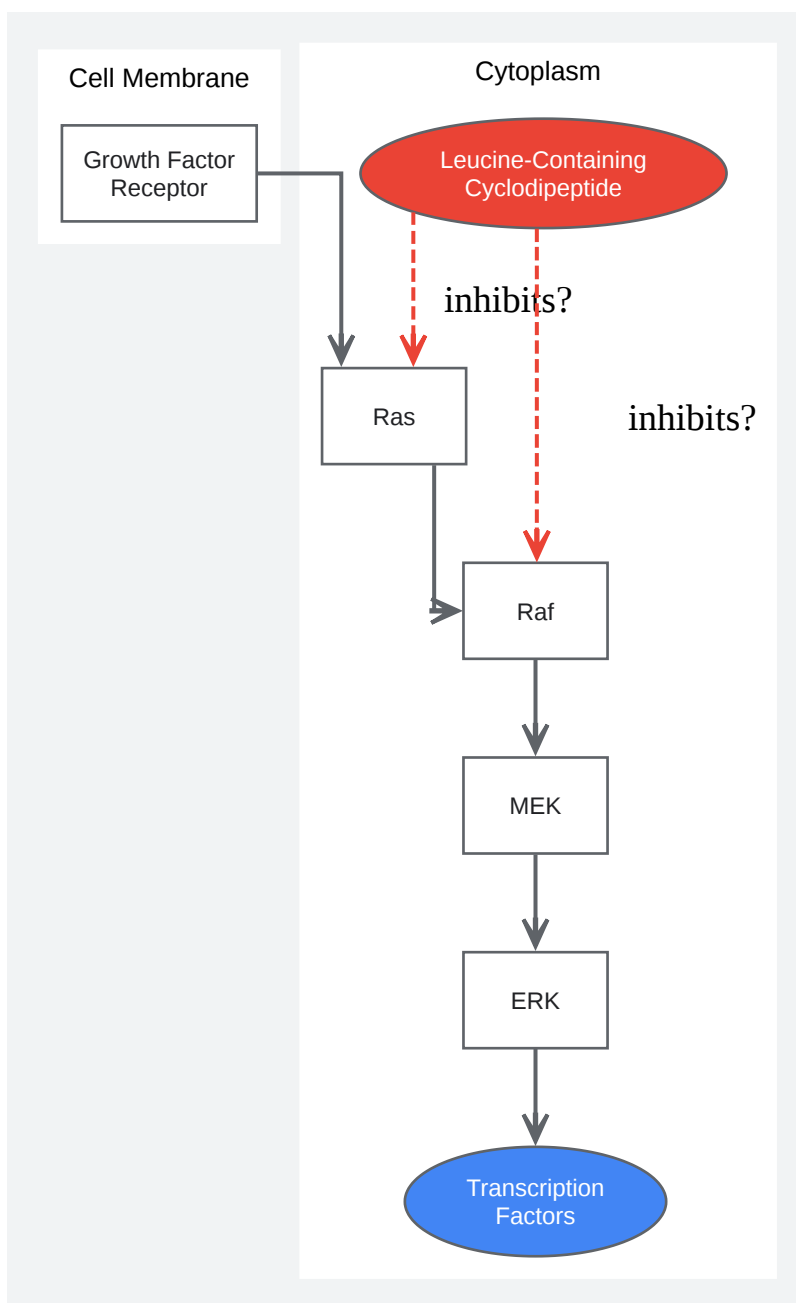 Cell Membrane
Cytoplasm
Growth Factor
Receptor
Leucine-Containing
Cyclodipeptide
inhibits?
Ras
inhibits?
Raf
MEK
ERK
Transcription
Factors